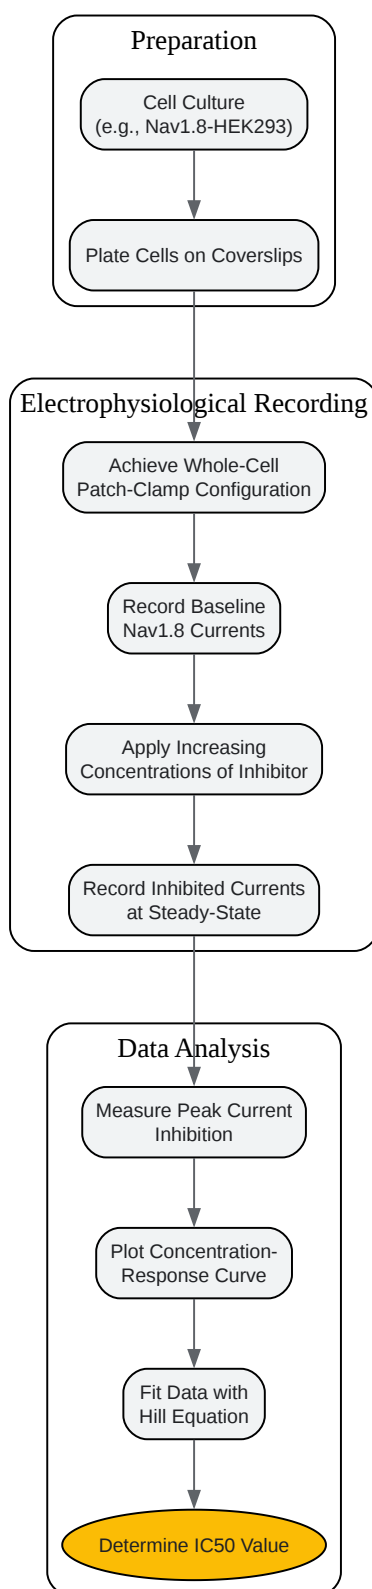 Preparation
Cell Culture
(e.g., Nav1.8-HEK293)
Plate Cells on Coverslips
Electrophysiological Recording
Achieve Whole-Cell
Patch-Clamp Configuration
Record Baseline
Nav1.8 Currents
Apply Increasing
Concentrations of Inhibitor
Record Inhibited Currents
at Steady-State
Data Analysis
Measure Peak Current
Inhibition
Plot Concentration-
Response Curve
Fit Data with
Hill Equation
Determine IC50 Value